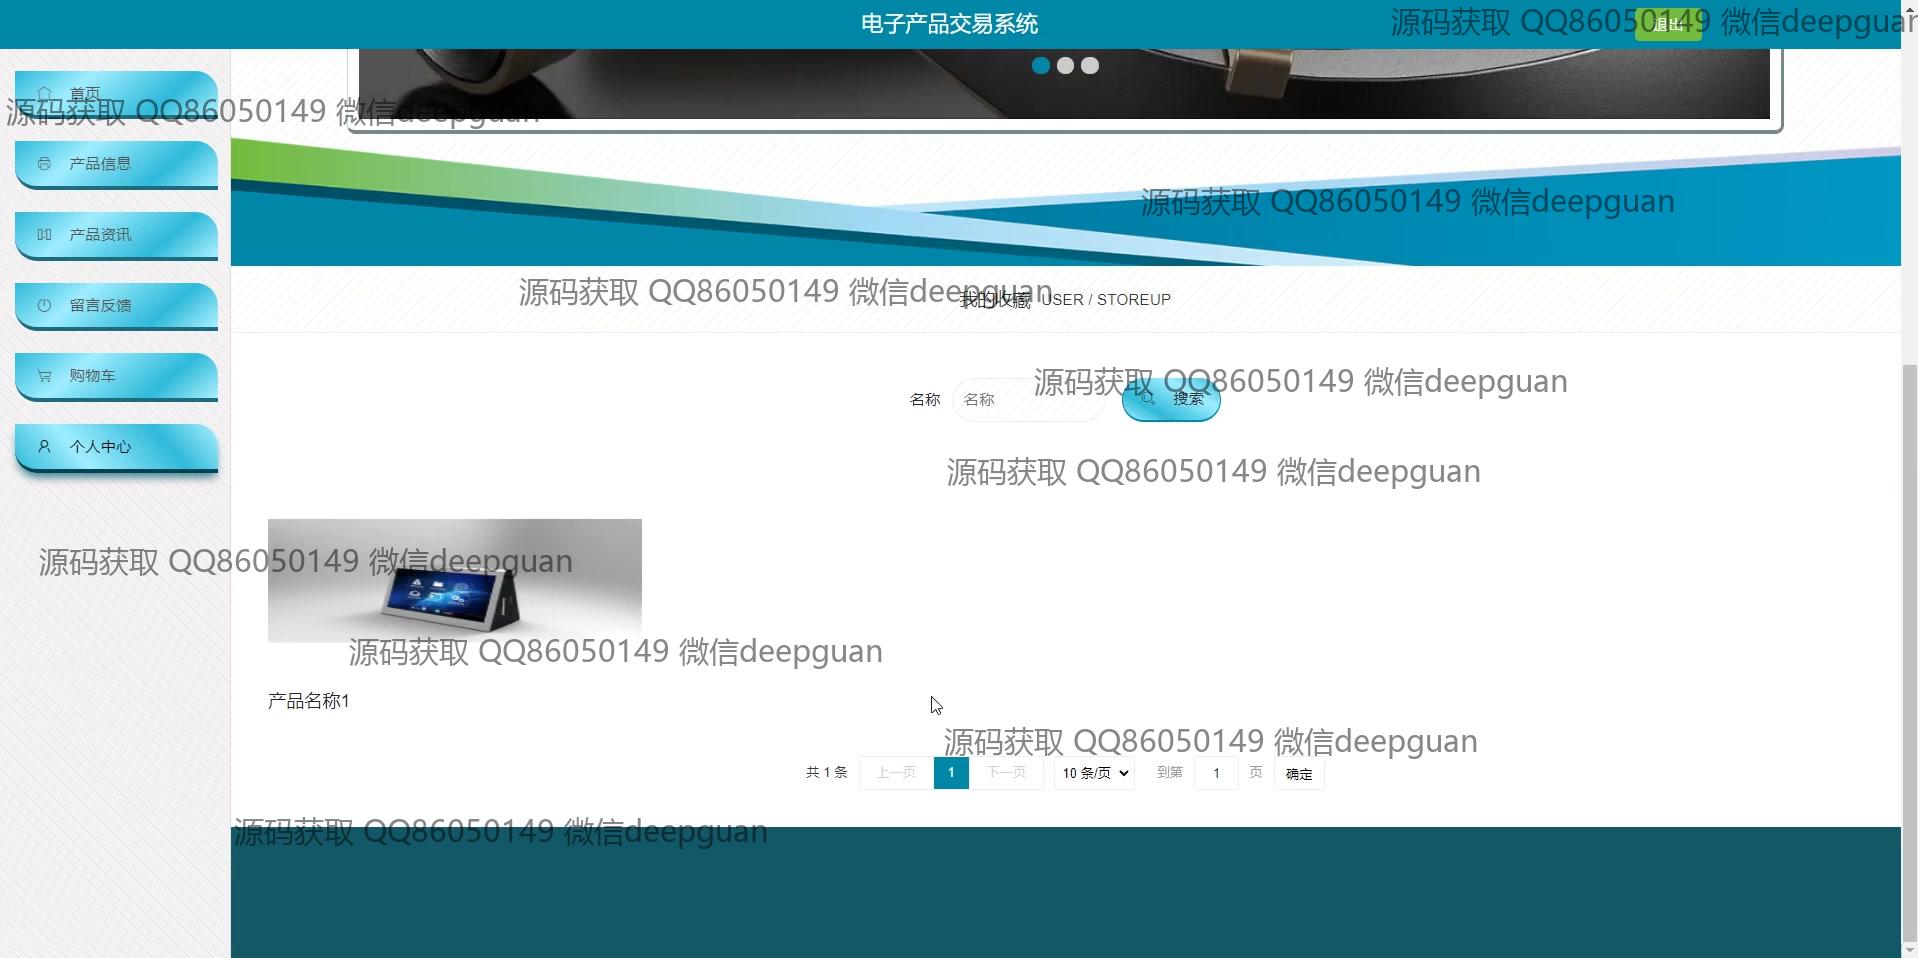 电子产品交易系统
退出
源码获取 QQ86050149 微信deepguan
首页
源码获取 QQ86050149 微信deepguan
产品信息
源码获取 QQ86050149 微信deepguan
产品资讯
源码获取 QQ86050149 微信deepguan
我的收藏 USER / STOREUP
留言反馈
源码获取 QQ86050149 微信deepguan
购物车
名称 名称 搜索
个人中心
源码获取 QQ86050149 微信deepguan
源码获取 QQ86050149 微信deepguan
源码获取 QQ86050149 微信deepguan
产品名称1
源码获取 QQ86050149 微信deepguan
共 1 条 上一页 1 下一页 10 条/页 到第 1 页 确定
源码获取 QQ86050149 微信deepguan